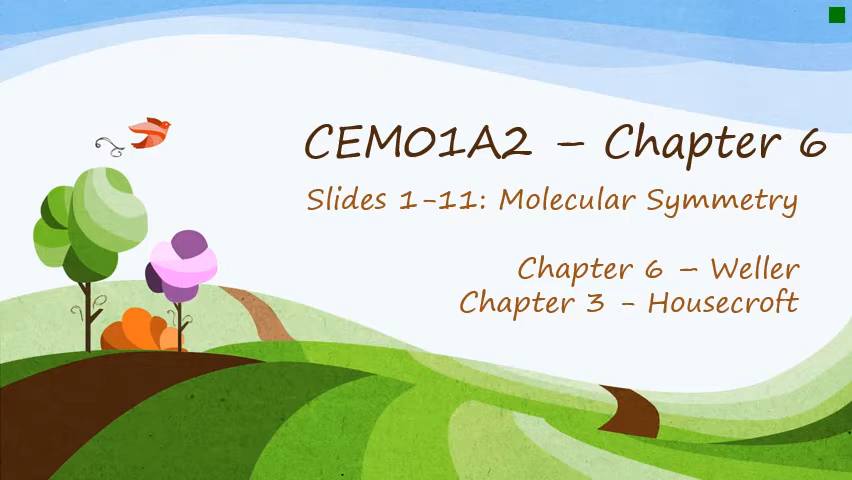 CEM01A2 – Chapter 6
Slides 1-11: Molecular Symmetry
Chapter 6 – Weller
Chapter 3 - Housecroft